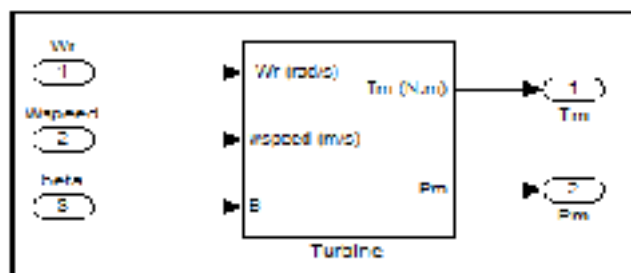 Wr
1
Wr (rad/s)
Tm (N.m)
1
Tm
Wspeed
2
wspeed (m/s)
beta
3
B
Pm
2
Pm
Turbine